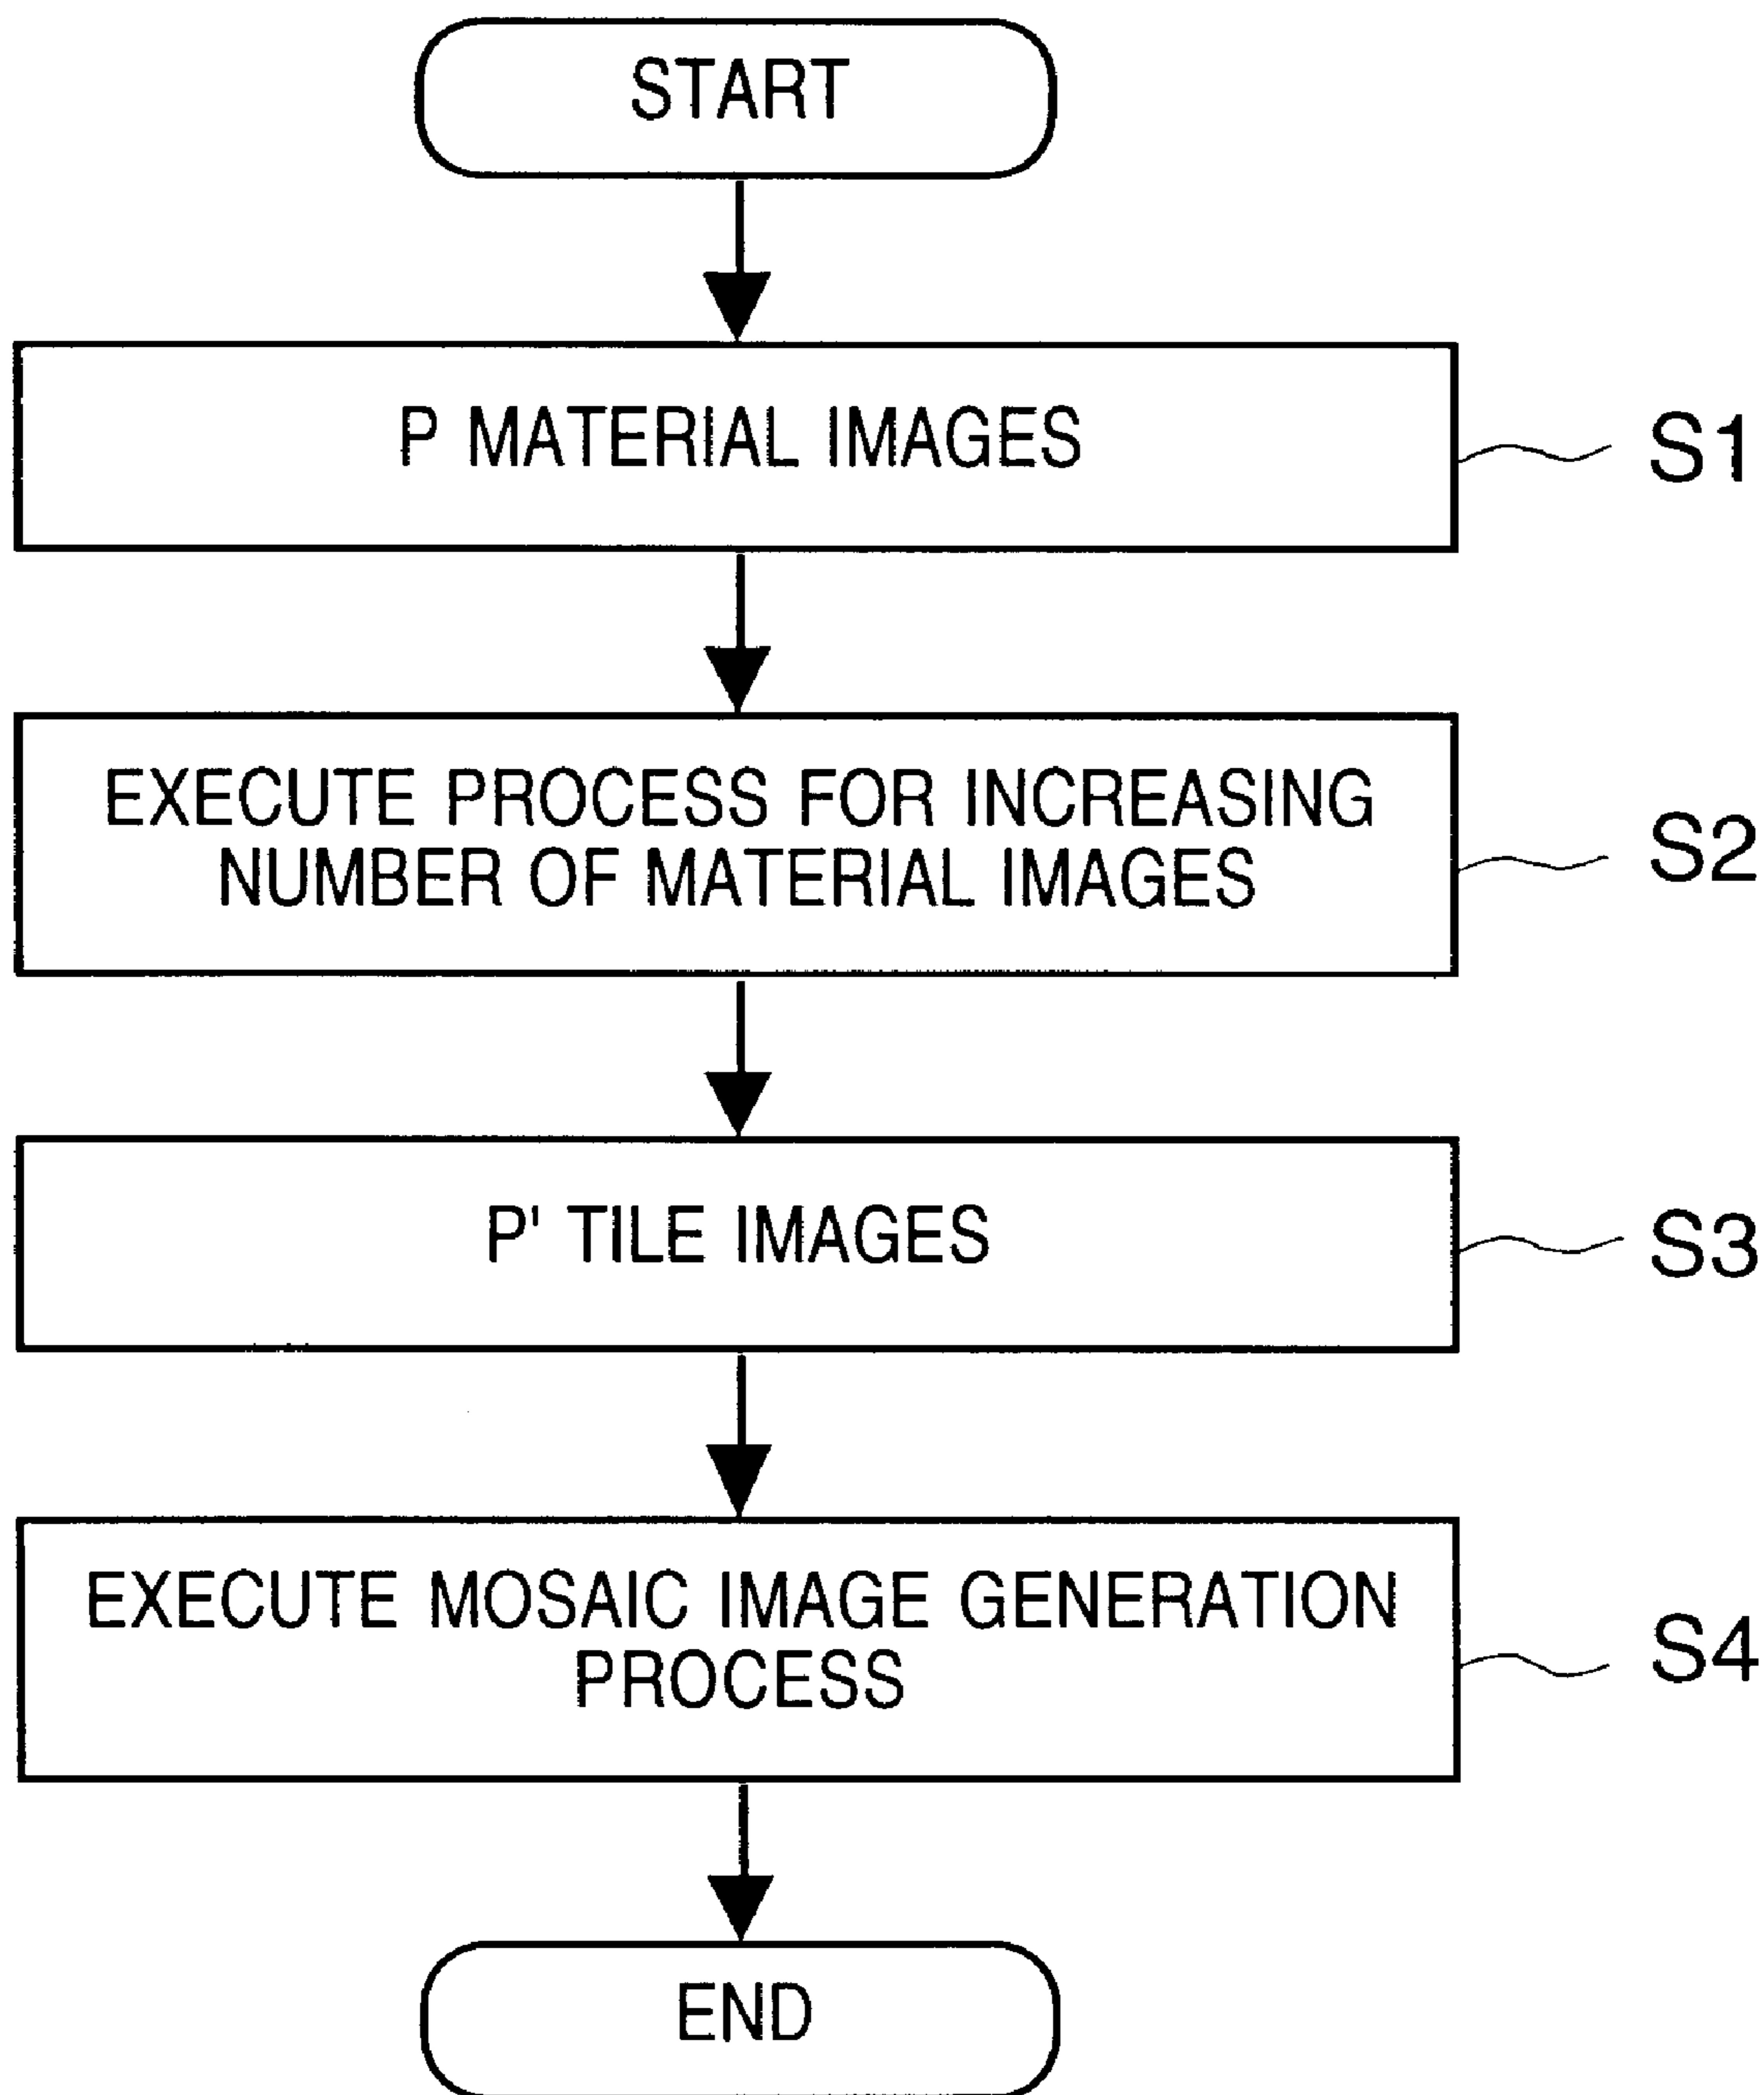 START
P MATERIAL IMAGES
S1
EXECUTE PROCESS FOR INCREASING
NUMBER OF MATERIAL IMAGES
S2
P' TILE IMAGES
S3
EXECUTE MOSAIC IMAGE GENERATION
PROCESS
S4
END